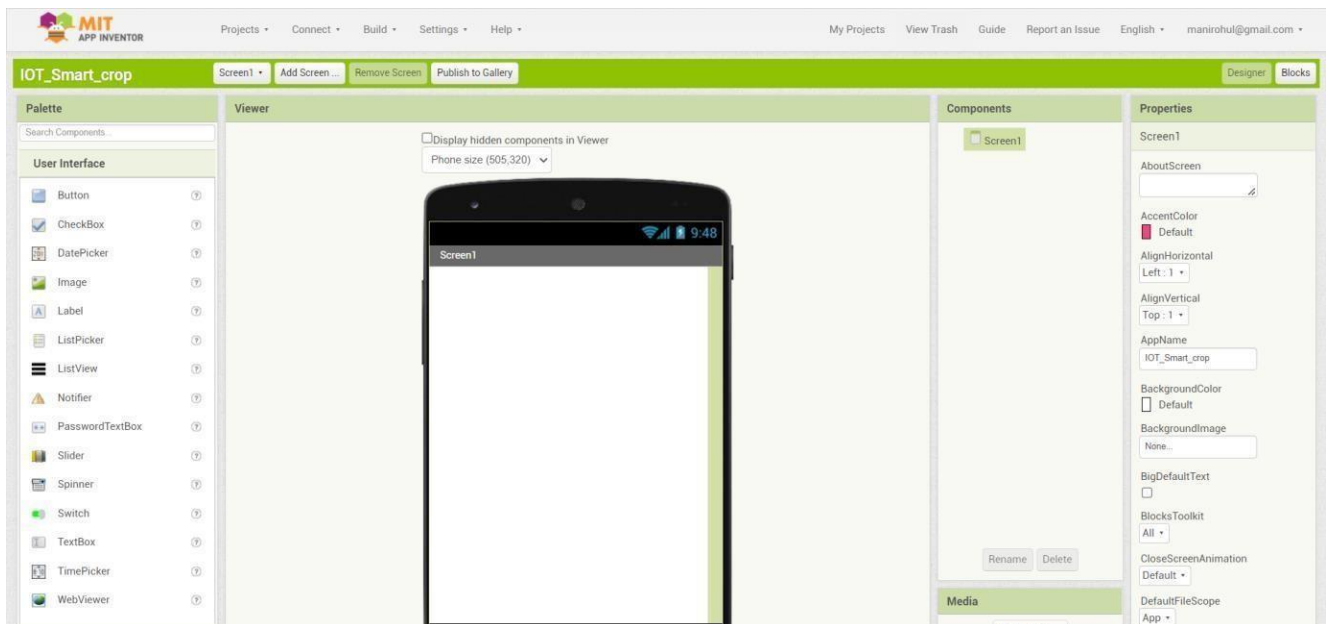 MIT
APP INVENTOR
Projects Connect Build Settings Help
My Projects View Trash Guide Report an Issue English manirohul@gmail.com
IOT_Smart_crop
Screen1 Add Screen ... Remove Screen Publish to Gallery
Designer Blocks
Palette
Search Components...
User Interface
Button
CheckBox
DatePicker
Image
Label
ListPicker
ListView
Notifier
PasswordTextBox
Slider
Spinner
Switch
TextBox
TimePicker
WebViewer
Viewer
Display hidden components in Viewer
Phone size (505,320)
9:48
Screen1
Components
Screen1
Rename Delete
Media
Properties
Screen1
AboutScreen
AccentColor
Default
AlignHorizontal
Left : 1
AlignVertical
Top : 1
AppName
IOT_Smart_crop
BackgroundColor
Default
BackgroundImage
None...
BigDefaultText
BlocksToolkit
All
CloseScreenAnimation
Default
DefaultFileScope
App